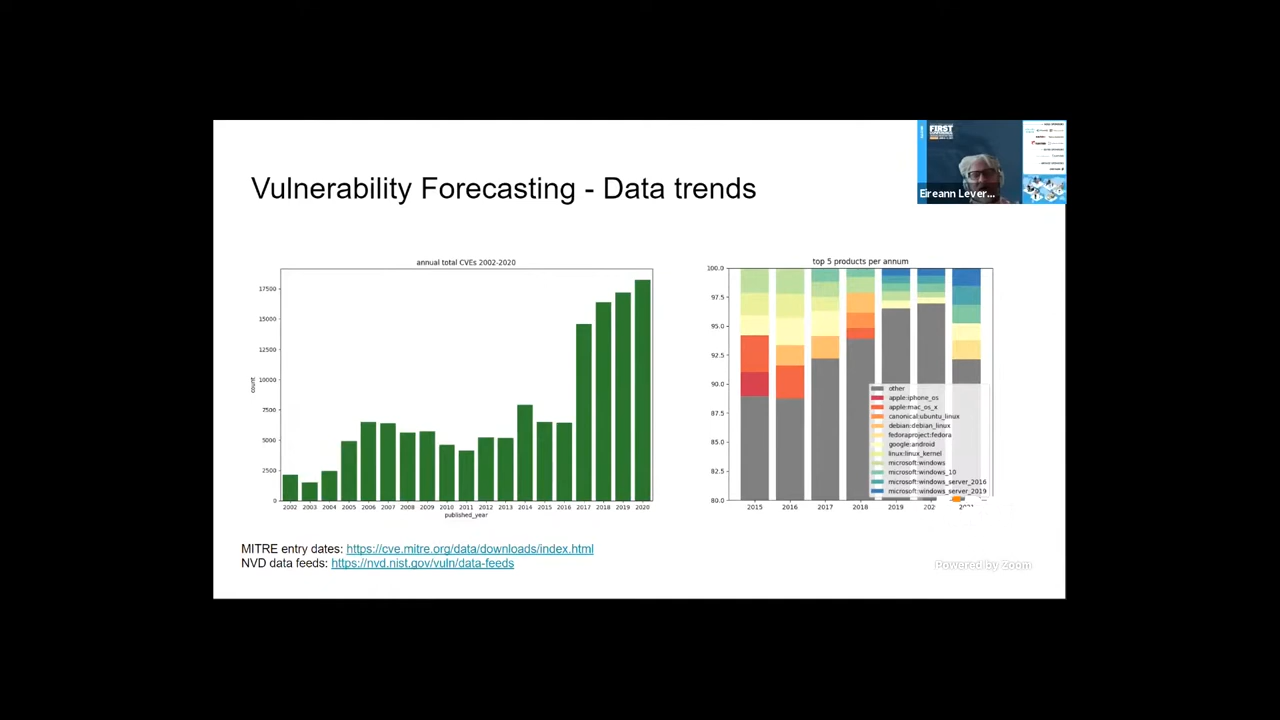 FIRST
Eireann Lever...
Vulnerability Forecasting - Data trends
annual total CVEs 2002-2020
17500
15000
12500
10000
7500
5000
2500
0
count
2002 2003 2004 2005 2006 2007 2008 2009 2010 2011 2012 2013 2014 2015 2016 2017 2018 2019 2020
published_year
top 5 products per annum
100.0
97.5
95.0
92.5
90.0
87.5
85.0
82.5
80.0
other
apple:iphone_os
apple:mac_os_x
canonical:ubuntu_linux
debian:debian_linux
fedoraproject:fedora
google:android
linux:linux_kernel
microsoft:windows
microsoft:windows_10
microsoft:windows_server_2016
microsoft:windows_server_2019
2015 2016 2017 2018 2019 202 2021
MITRE entry dates: https://cve.mitre.org/data/downloads/index.html
NVD data feeds: https://nvd.nist.gov/vuln/data-feeds
Powered by Zoom